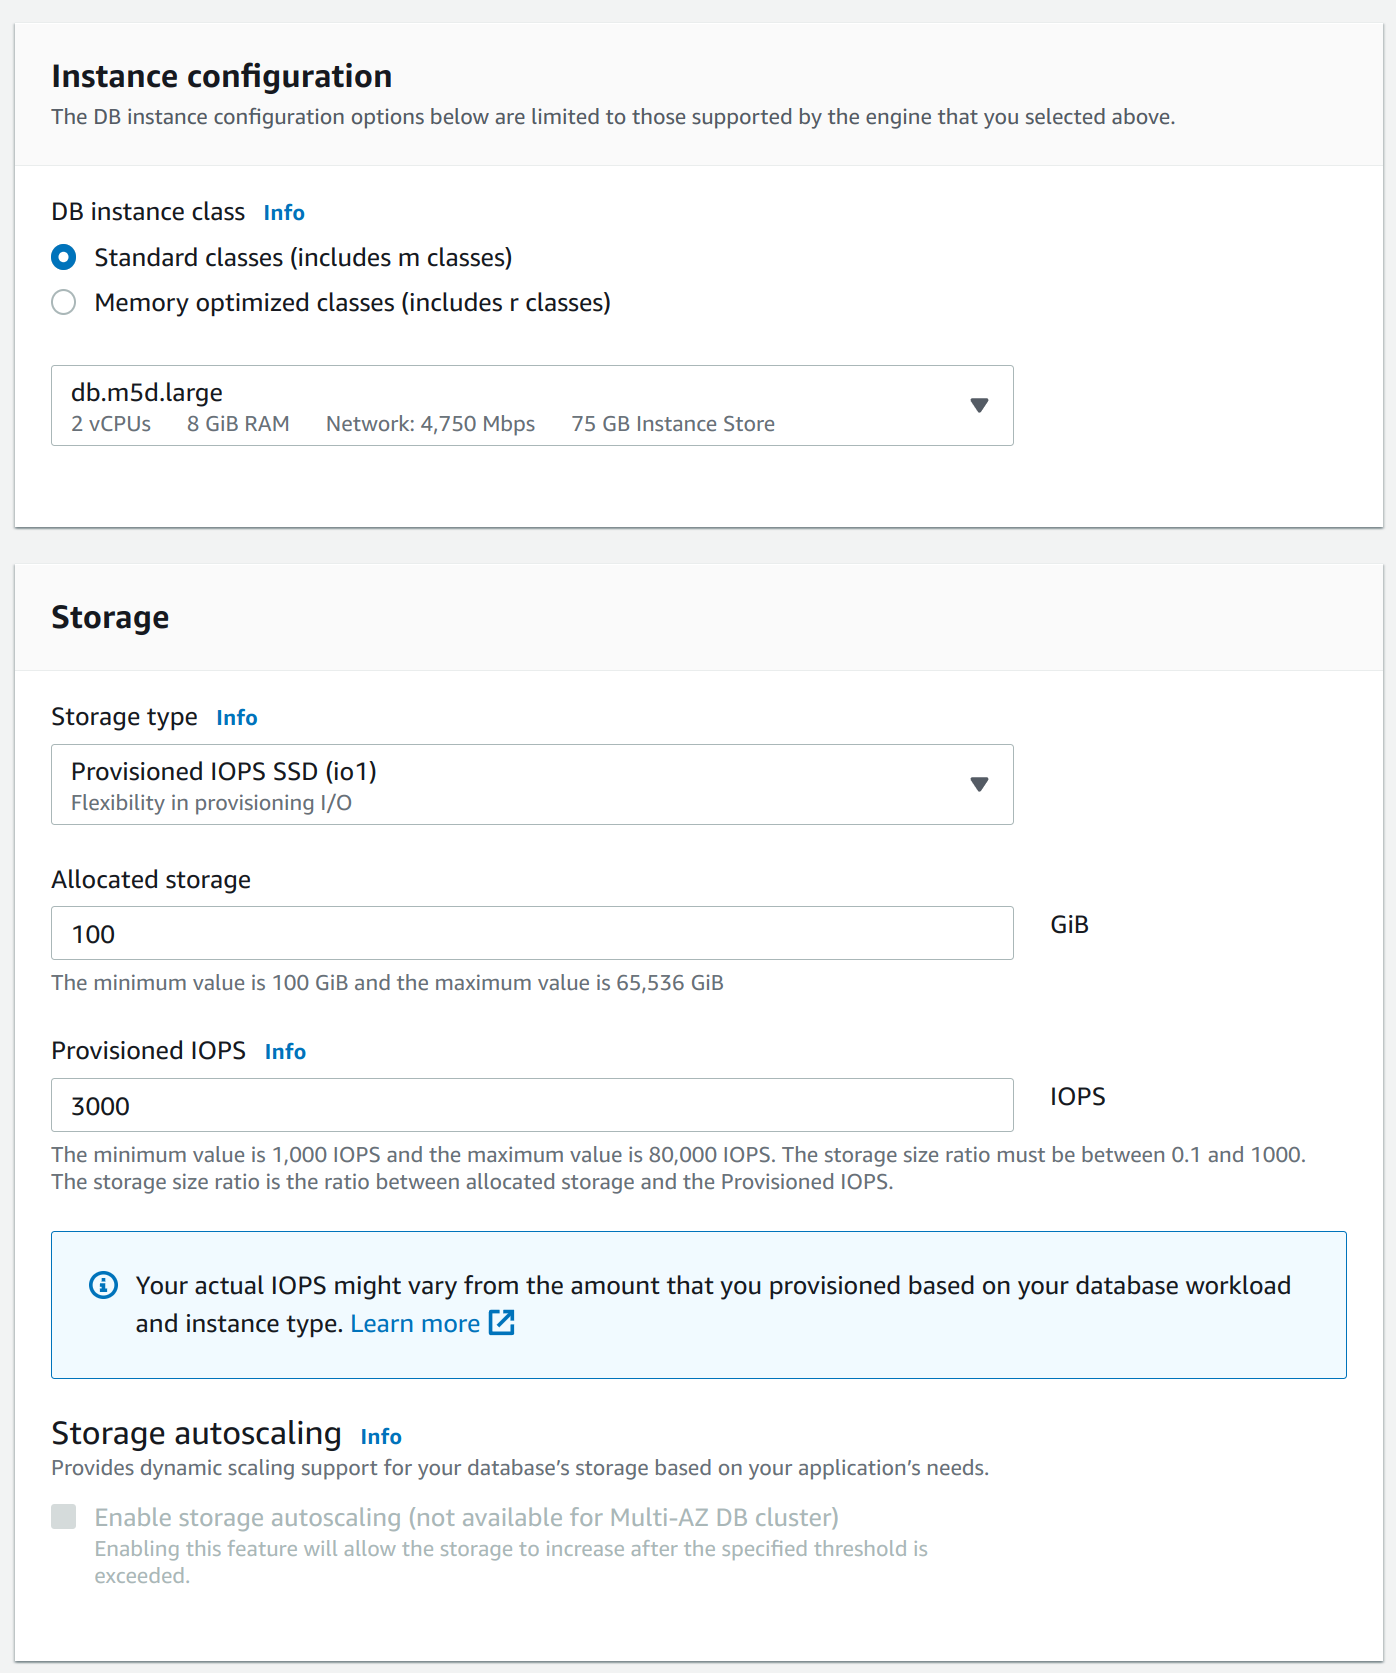 Instance configuration
The DB instance configuration options below are limited to those supported by the engine that you selected above.
DB instance class Info
Standard classes (includes m classes)
Memory optimized classes (includes r classes)
db.m5d.large
2 vCPUs 8 GiB RAM Network: 4,750 Mbps 75 GB Instance Store
Storage
Storage type Info
Provisioned IOPS SSD (io1)
Flexibility in provisioning I/O
Allocated storage
100 GiB
The minimum value is 100 GiB and the maximum value is 65,536 GiB
Provisioned IOPS Info
3000 IOPS
The minimum value is 1,000 IOPS and the maximum value is 80,000 IOPS. The storage size ratio must be between 0.1 and 1000.
The storage size ratio is the ratio between allocated storage and the Provisioned IOPS.
Your actual IOPS might vary from the amount that you provisioned based on your database workload
and instance type. Learn more
Storage autoscaling Info
Provides dynamic scaling support for your database’s storage based on your application’s needs.
Enable storage autoscaling (not available for Multi-AZ DB cluster)
Enabling this feature will allow the storage to increase after the specified threshold is
exceeded.